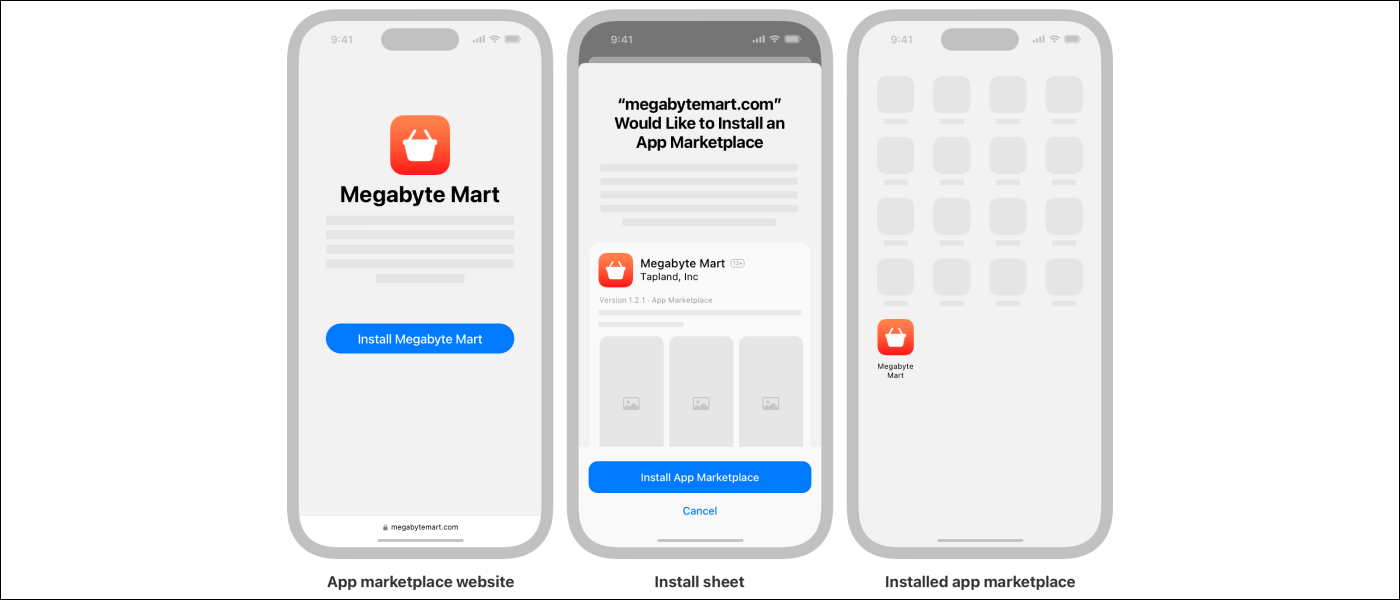 9:41
Megabyte Mart
Install Megabyte Mart
megabytemart.com
App marketplace website
9:41
“megabytemart.com”
Would Like to Install an
App Marketplace
Megabyte Mart 12+
Tapland, Inc
Version 1.2.1 · App Marketplace
Install App Marketplace
Cancel
Install sheet
9:41
Megabyte
Mart
Installed app marketplace